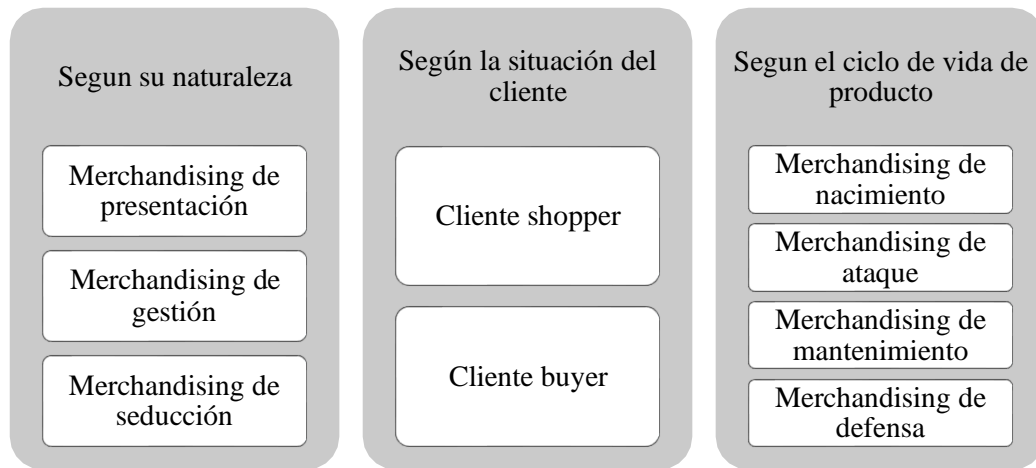 Segun su naturaleza
Merchandising de
presentación
Merchandising de
gestión
Merchandising de
seducción
Según la situación del
cliente
Cliente shopper
Cliente buyer
Segun el ciclo de vida de
producto
Merchandising de
nacimiento
Merchandising de
ataque
Merchandising de
mantenimiento
Merchandising de
defensa